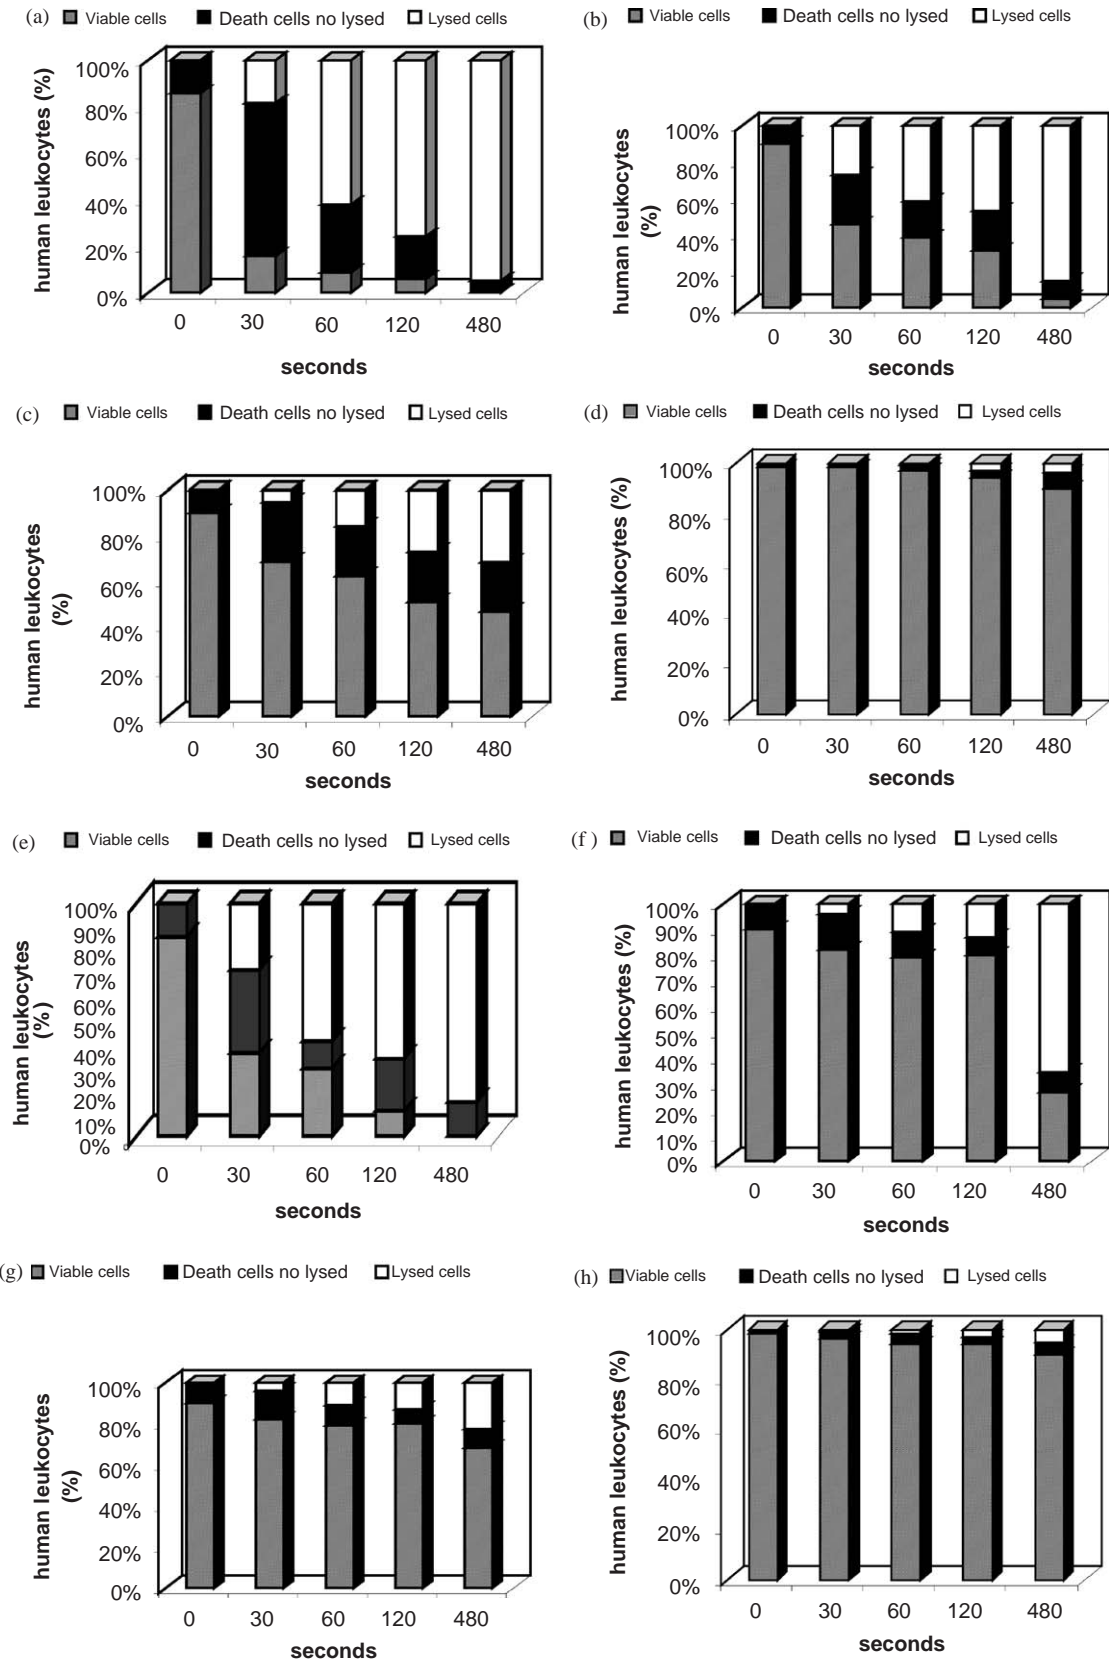 (a) Viable cells Death cells no lysed Lysed cells
100%
80%
60%
40%
20%
0%
human leukocytes (%)
0 30 60 120 480
seconds
(b) Viable cells Death cells no lysed Lysed cells
100%
80%
60%
40%
20%
0%
human leukocytes
(%)
0 30 60 120 480
seconds
(c) Viable cells Death cells no lysed Lysed cells
100%
80%
60%
40%
20%
0%
human leukocytes
(%)
0 30 60 120 480
seconds
(d) Viable cells Death cells no lysed Lysed cells
100%
80%
60%
40%
20%
0%
human leukocytes (%)
0 30 60 120 480
seconds
(e) Viable cells Death cells no lysed Lysed cells
100%
90%
80%
70%
60%
50%
40%
30%
20%
10%
0%
human leukocytes
(%)
0 30 60 120 480
seconds
(f ) Viable cells Death cells no lysed Lysed cells
100%
90%
80%
70%
60%
50%
40%
30%
20%
10%
0%
human leukocytes (%)
0 30 60 120 480
seconds
(g) Viable cells Death cells no lysed Lysed cells
100%
80%
60%
40%
20%
0%
human leukocytes
(%)
0 30 60 120 480
seconds
(h) Viable cells Death cells no lysed Lysed cells
100%
80%
60%
40%
20%
0%
human leukocytes (%)
0 30 60 120 480
seconds